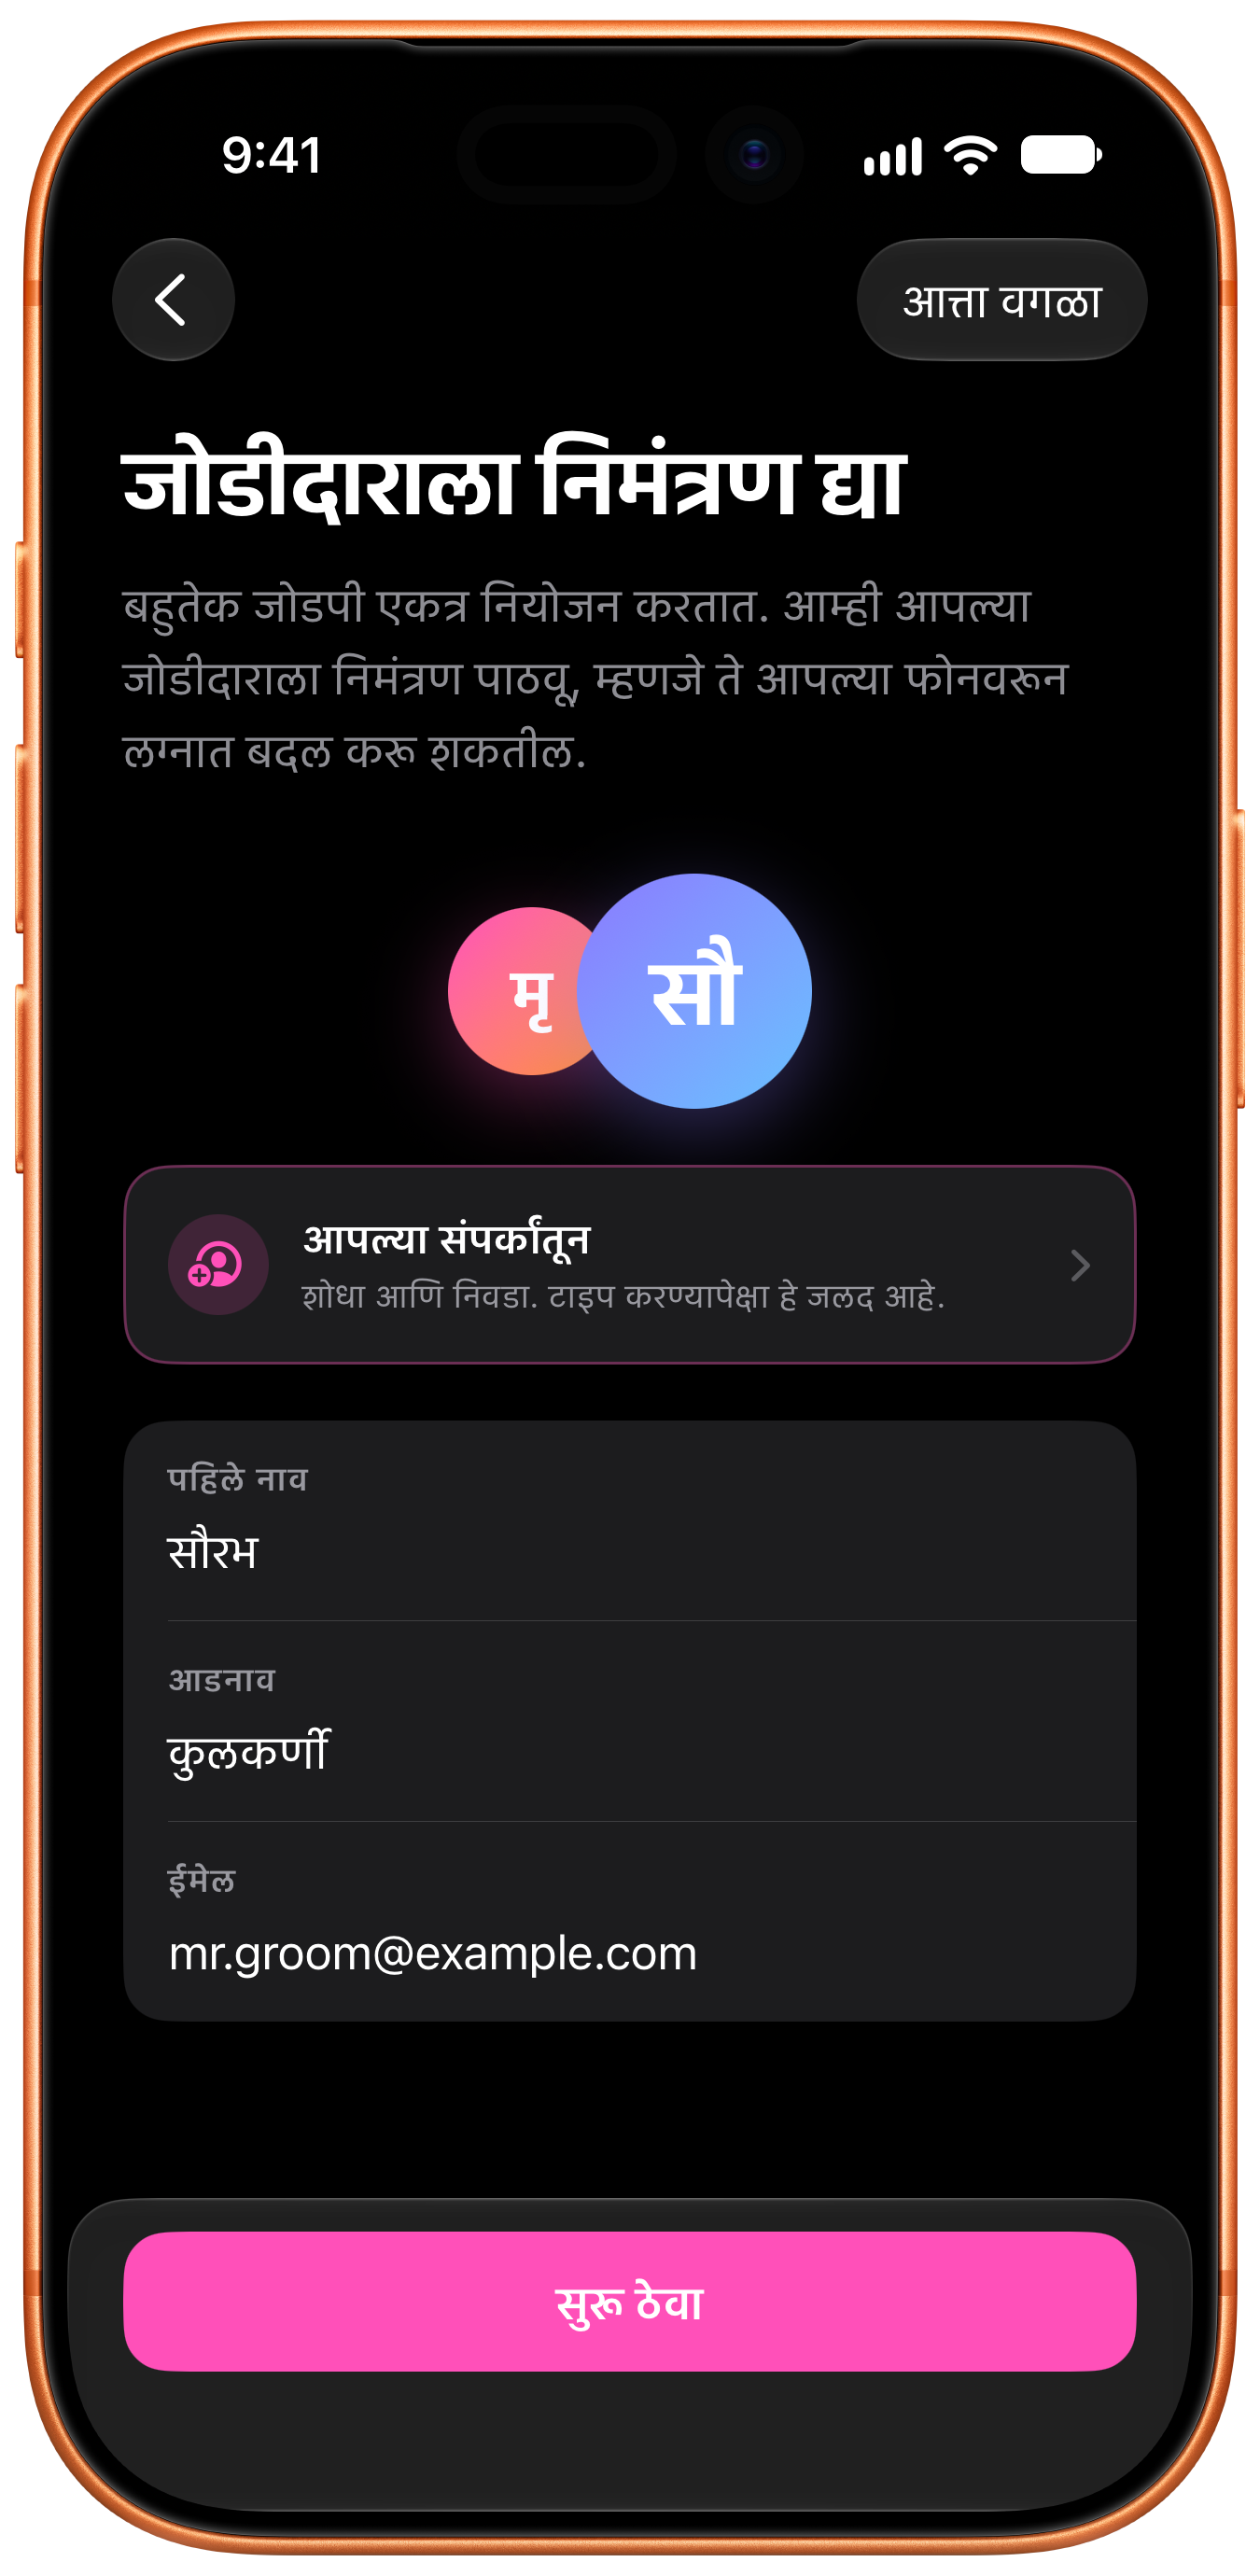 9:41
आत्ता वगळा
जोडीदाराला निमंत्रण द्या
बहुतेक जोडपी एकत्र नियोजन करतात. आम्ही आपल्या
जोडीदाराला निमंत्रण पाठवू, म्हणजे ते आपल्या फोनवरून
लग्नात बदल करू शकतील.
मृ
सौ
आपल्या संपर्कांतून
शोधा आणि निवडा. टाइप करण्यापेक्षा हे जलद आहे.
पहिले नाव
सौरभ
आडनाव
कुलकर्णी
ईमेल
mr.groom@example.com
सुरू ठेवा